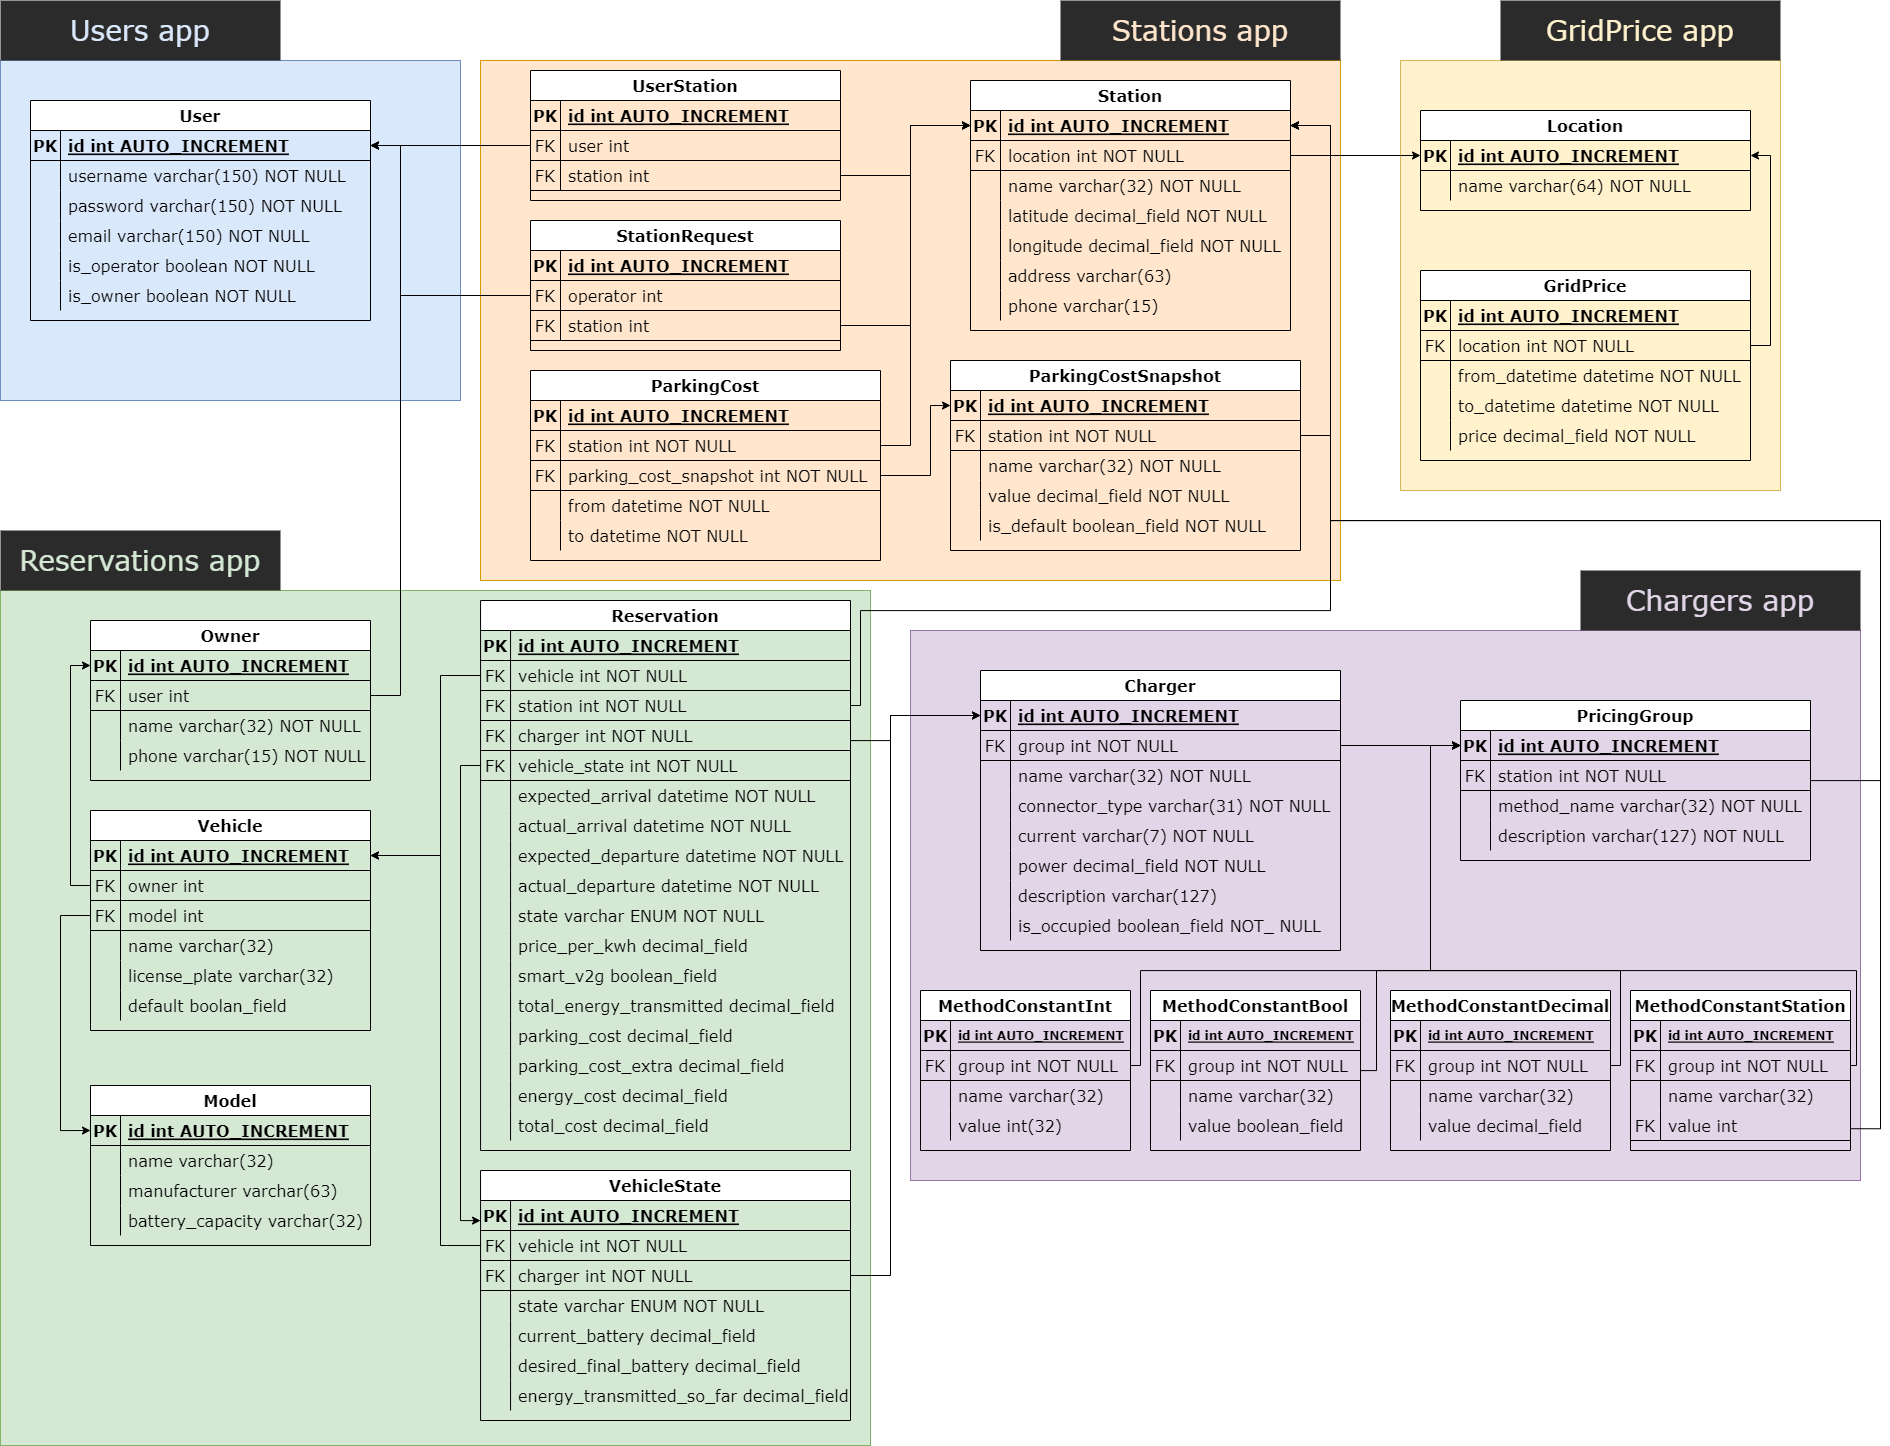 Users app
User
PK id int AUTO_INCREMENT
username varchar(150) NOT NULL
password varchar(150) NOT NULL
email varchar(150) NOT NULL
is_operator boolean NOT NULL
is_owner boolean NOT NULL
Stations app
UserStation
PK id int AUTO_INCREMENT
FK user int
FK station int
StationRequest
PK id int AUTO_INCREMENT
FK operator int
FK station int
ParkingCost
PK id int AUTO_INCREMENT
FK station int NOT NULL
FK parking_cost_snapshot int NOT NULL
from datetime NOT NULL
to datetime NOT NULL
Station
PK id int AUTO_INCREMENT
FK location int NOT NULL
name varchar(32) NOT NULL
latitude decimal_field NOT NULL
longitude decimal_field NOT NULL
address varchar(63)
phone varchar(15)
ParkingCostSnapshot
PK id int AUTO_INCREMENT
FK station int NOT NULL
name varchar(32) NOT NULL
value decimal_field NOT NULL
is_default boolean_field NOT NULL
GridPrice app
Location
PK id int AUTO_INCREMENT
name varchar(64) NOT NULL
GridPrice
PK id int AUTO_INCREMENT
FK location int NOT NULL
from_datetime datetime NOT NULL
to_datetime datetime NOT NULL
price decimal_field NOT NULL
Reservations app
Owner
PK id int AUTO_INCREMENT
FK user int
name varchar(32) NOT NULL
phone varchar(15) NOT NULL
Vehicle
PK id int AUTO_INCREMENT
FK owner int
FK model int
name varchar(32)
license_plate varchar(32)
default boolan_field
Model
PK id int AUTO_INCREMENT
name varchar(32)
manufacturer varchar(63)
battery_capacity varchar(32)
Reservation
PK id int AUTO_INCREMENT
FK vehicle int NOT NULL
FK station int NOT NULL
FK charger int NOT NULL
FK vehicle_state int NOT NULL
expected_arrival datetime NOT NULL
actual_arrival datetime NOT NULL
expected_departure datetime NOT NULL
actual_departure datetime NOT NULL
state varchar ENUM NOT NULL
price_per_kwh decimal_field
smart_v2g boolean_field
total_energy_transmitted decimal_field
parking_cost decimal_field
parking_cost_extra decimal_field
energy_cost decimal_field
total_cost decimal_field
VehicleState
PK id int AUTO_INCREMENT
FK vehicle int NOT NULL
FK charger int NOT NULL
state varchar ENUM NOT NULL
current_battery decimal_field
desired_final_battery decimal_field
energy_transmitted_so_far decimal_field
Chargers app
Charger
PK id int AUTO_INCREMENT
FK group int NOT NULL
name varchar(32) NOT NULL
connector_type varchar(31) NOT NULL
current varchar(7) NOT NULL
power decimal_field NOT NULL
description varchar(127)
is_occupied boolean_field NOT_ NULL
PricingGroup
PK id int AUTO_INCREMENT
FK station int NOT NULL
method_name varchar(32) NOT NULL
description varchar(127) NOT NULL
MethodConstantInt
PK id int AUTO_INCREMENT
FK group int NOT NULL
name varchar(32)
value int(32)
MethodConstantBool
PK id int AUTO_INCREMENT
FK group int NOT NULL
name varchar(32)
value boolean_field
MethodConstantDecimal
PK id int AUTO_INCREMENT
FK group int NOT NULL
name varchar(32)
value decimal_field
MethodConstantStation
PK id int AUTO_INCREMENT
FK group int NOT NULL
name varchar(32)
FK value int